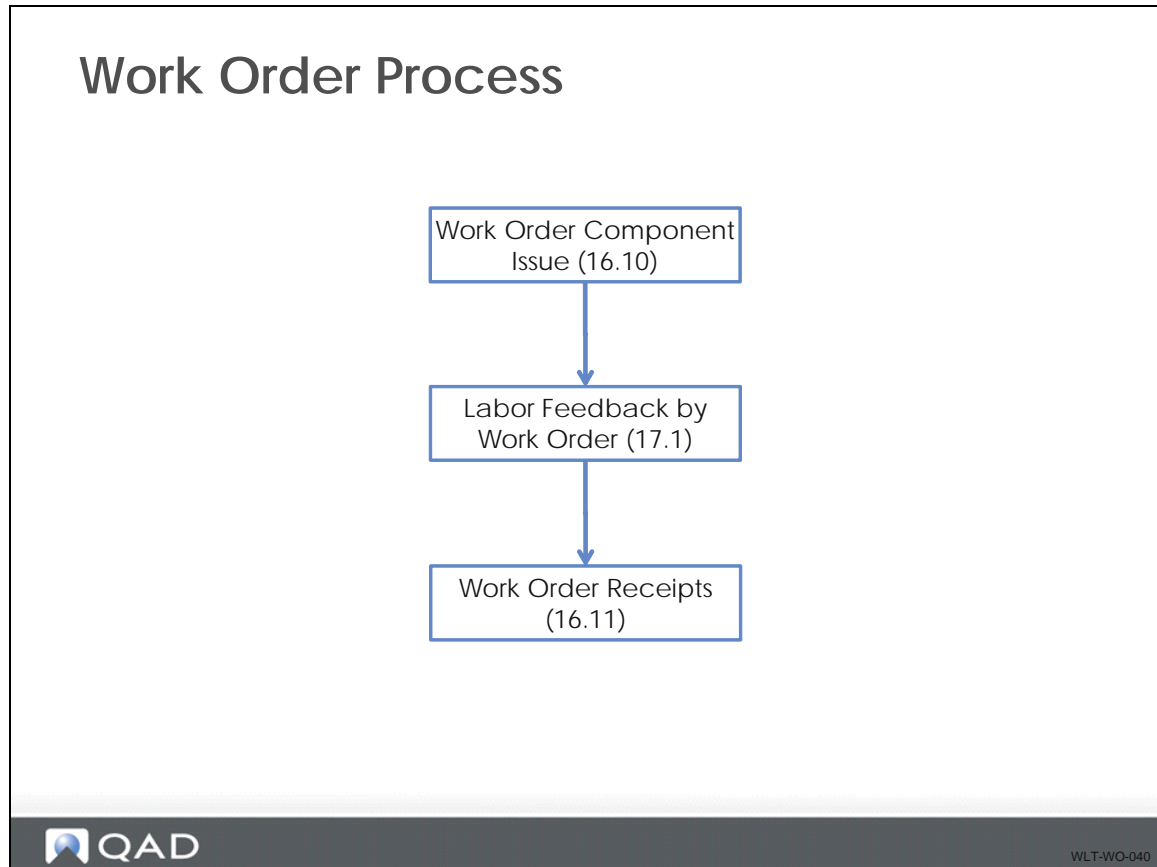 Work Order Process
Work Order Component
Issue (16.10)
Labor Feedback by
Work Order (17.1)
Work Order Receipts
(16.11)
QAD
WLT-WO-040